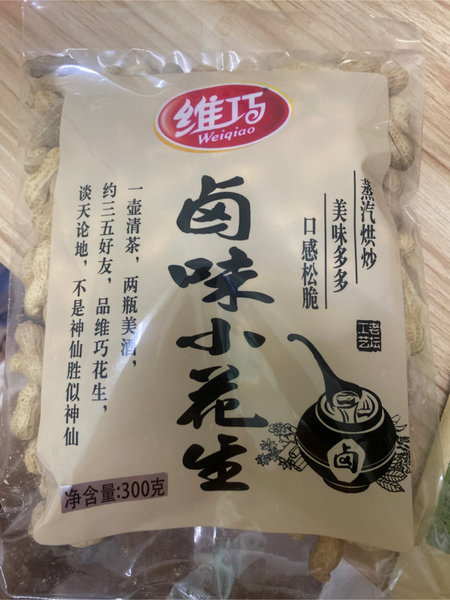 维巧
Weiqiao
卤味小花生
蒸汽烘炒
美味多多
口感松脆
老坛
工艺
一壶清茶，两瓶美酒，
约三五好友，品维巧花生，
谈天论地，不是神仙胜似神仙
卤
净含量:300克